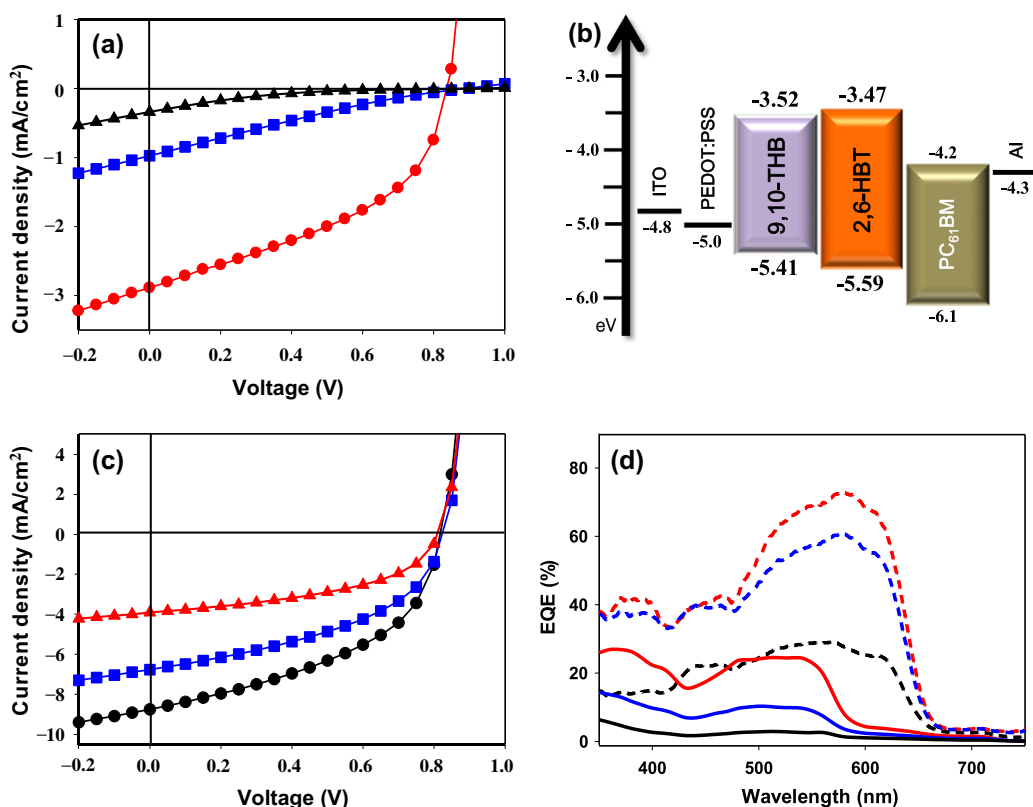 (a)
Current density (mA/cm²)
1
0
−1
−2
−3
−0.2 0.0 0.2 0.4 0.6 0.8 1.0
Voltage (V)
(b)
- 3.0
- 4.0
- 5.0
- 6.0
eV
ITO
-4.8
PEDOT:PSS
-5.0
-3.52
9,10-THB
-5.41
-3.47
2,6-HBT
-5.59
-4.2
PC₆₁BM
-6.1
Al
-4.3
(c)
Current density (mA/cm²)
4
2
0
−2
−4
−6
−8
−10
−0.2 0.0 0.2 0.4 0.6 0.8 1.0
Voltage (V)
(d)
EQE (%)
80
60
40
20
0
400 500 600 700
Wavelength (nm)